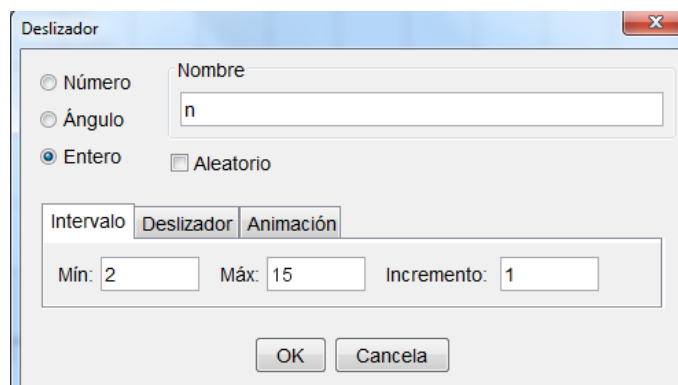 Deslizador
Número
Nombre
n
Ángulo
Entero
Aleatorio
Intervalo Deslizador Animación
Mín: 2 Máx: 15 Incremento: 1
OK Cancela